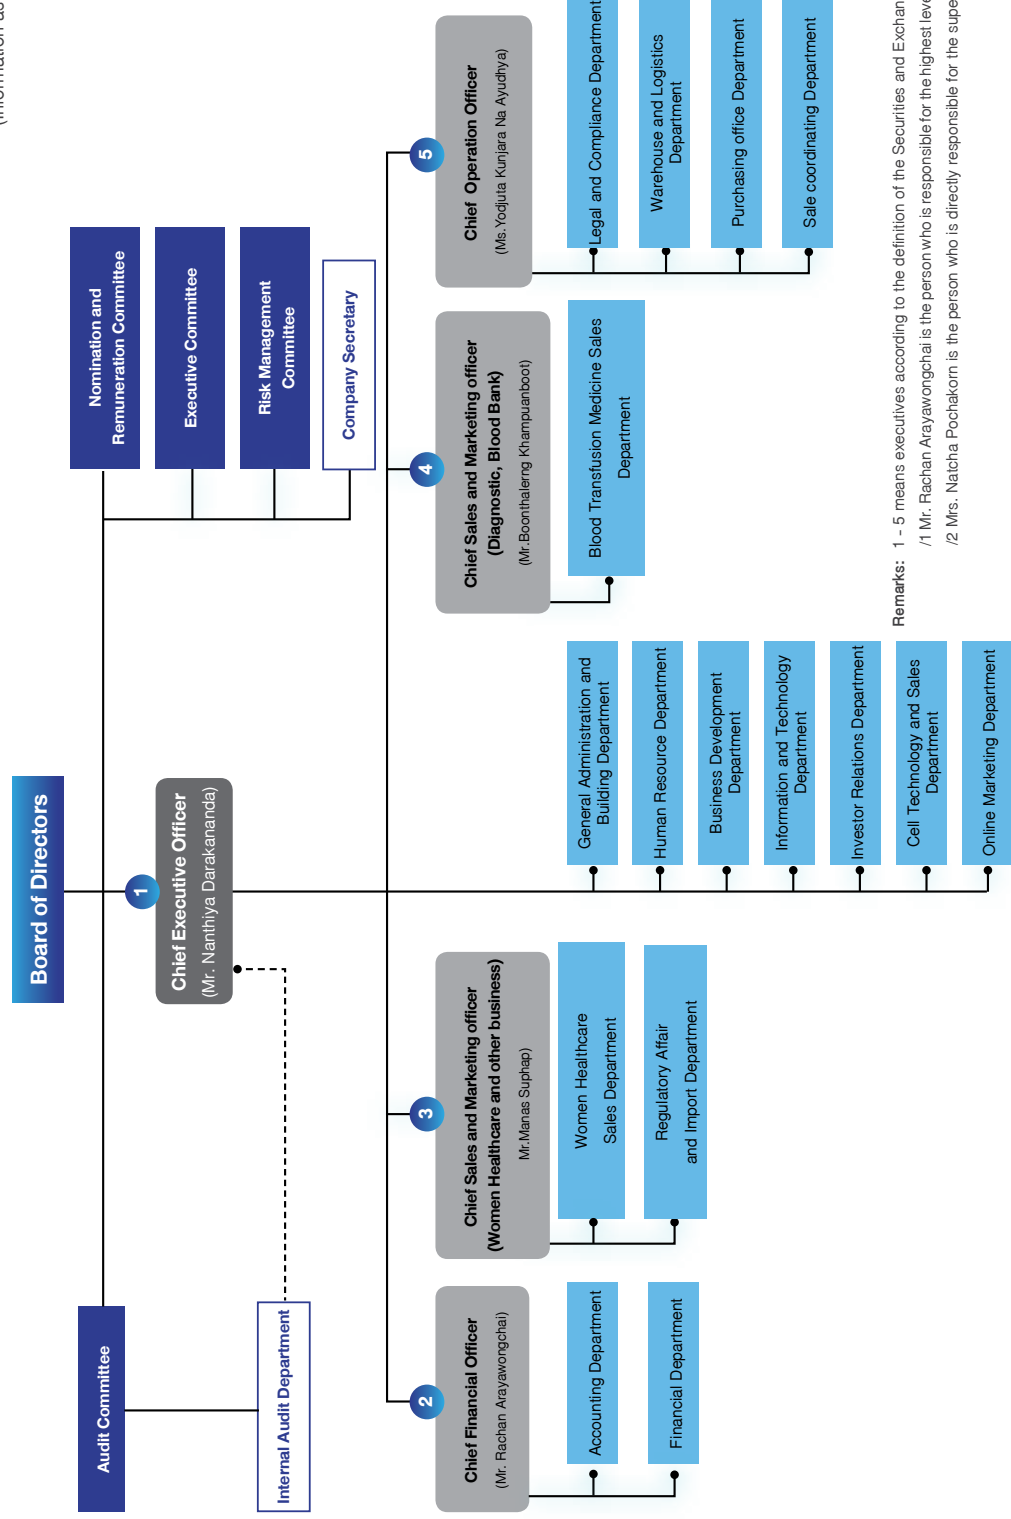 (Information as
Board of Directors
Audit Committee
Nomination and
Remuneration Committee
1
Chief Executive Officer
(Mr. Nanthiya Darakananda)
Executive Committee
Internal Audit Department
Risk Management
Committee
Company Secretary
2
Chief Financial Officer
(Mr. Rachan Arayawongchai)
Accounting Department
Financial Department
3
Chief Sales and Marketing officer
(Women Healthcare and other business)
Mr.Manas Suphap)
Women Healthcare
Sales Department
Regulatory Affair
and Import Department
General Administration and
Building Department
Human Resource Department
Business Development
Department
Information and Technology
Department
Investor Relations Department
Cell Technology and Sales
Department
Online Marketing Department
4
Chief Sales and Marketing officer
(Diagnostic, Blood Bank)
(Mr.Boonthalerng Khampuanboot)
Blood Transfusion Medicine Sales
Department
5
Chief Operation Officer
(Ms.Yodjuta Kunjara Na Ayudhya)
Legal and Compliance Department
Warehouse and Logistics
Department
Purchasing office Department
Sale coordinating Department
Remarks: 1 - 5 means executives according to the definition of the Securities and Exchan
/1 Mr. Rachan Arayawongchai is the person who is responsible for the highest leve
/2 Mrs. Natcha Pochakorn is the person who is directly responsible for the supe